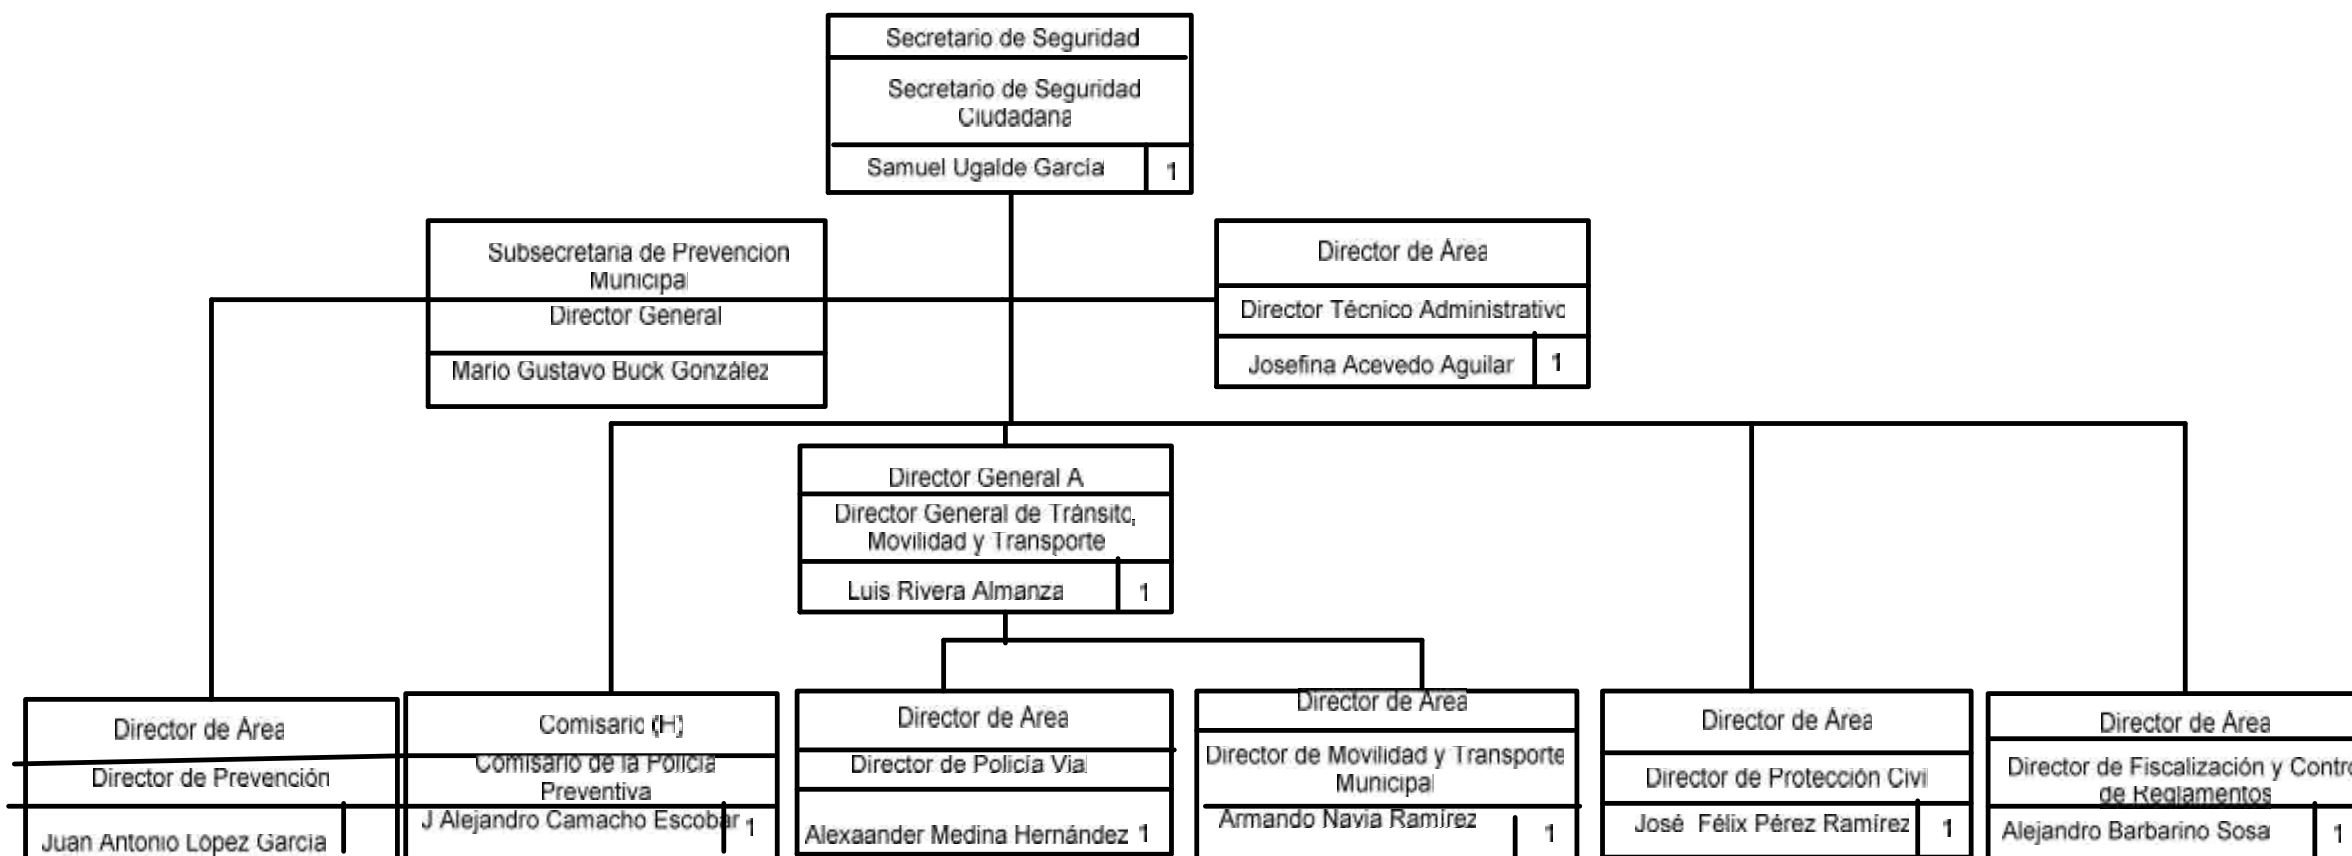 Secretario de Seguridad
Secretario de Seguridad
Ciudadana
Samuel Ugalde García 1
Subsecretaria de Prevencion
Municipal
Director General
Mario Gustavo Buck González
Director de Área
Director Técnico Administrativo
Josefina Acevedo Aguilar 1
Director General A
Director General de Tránsito,
Movilidad y Transporte
Luis Rivera Almanza 1
Director de Área
Director de Prevención
Juan Antonio López García
Comisario (H)
Comisario de la Policía
Preventiva
J Alejandro Camacho Escobar 1
Director de Área
Director de Policía Vial
Alexaander Medina Hernández 1
Director de Área
Director de Movilidad y Transporte
Municipal
Armando Navia Ramírez 1
Director de Área
Director de Protección Civil
José Félix Pérez Ramírez 1
Director de Área
Director de Fiscalización y Contro
de Reglamentos
Alejandro Barbarino Sosa 1